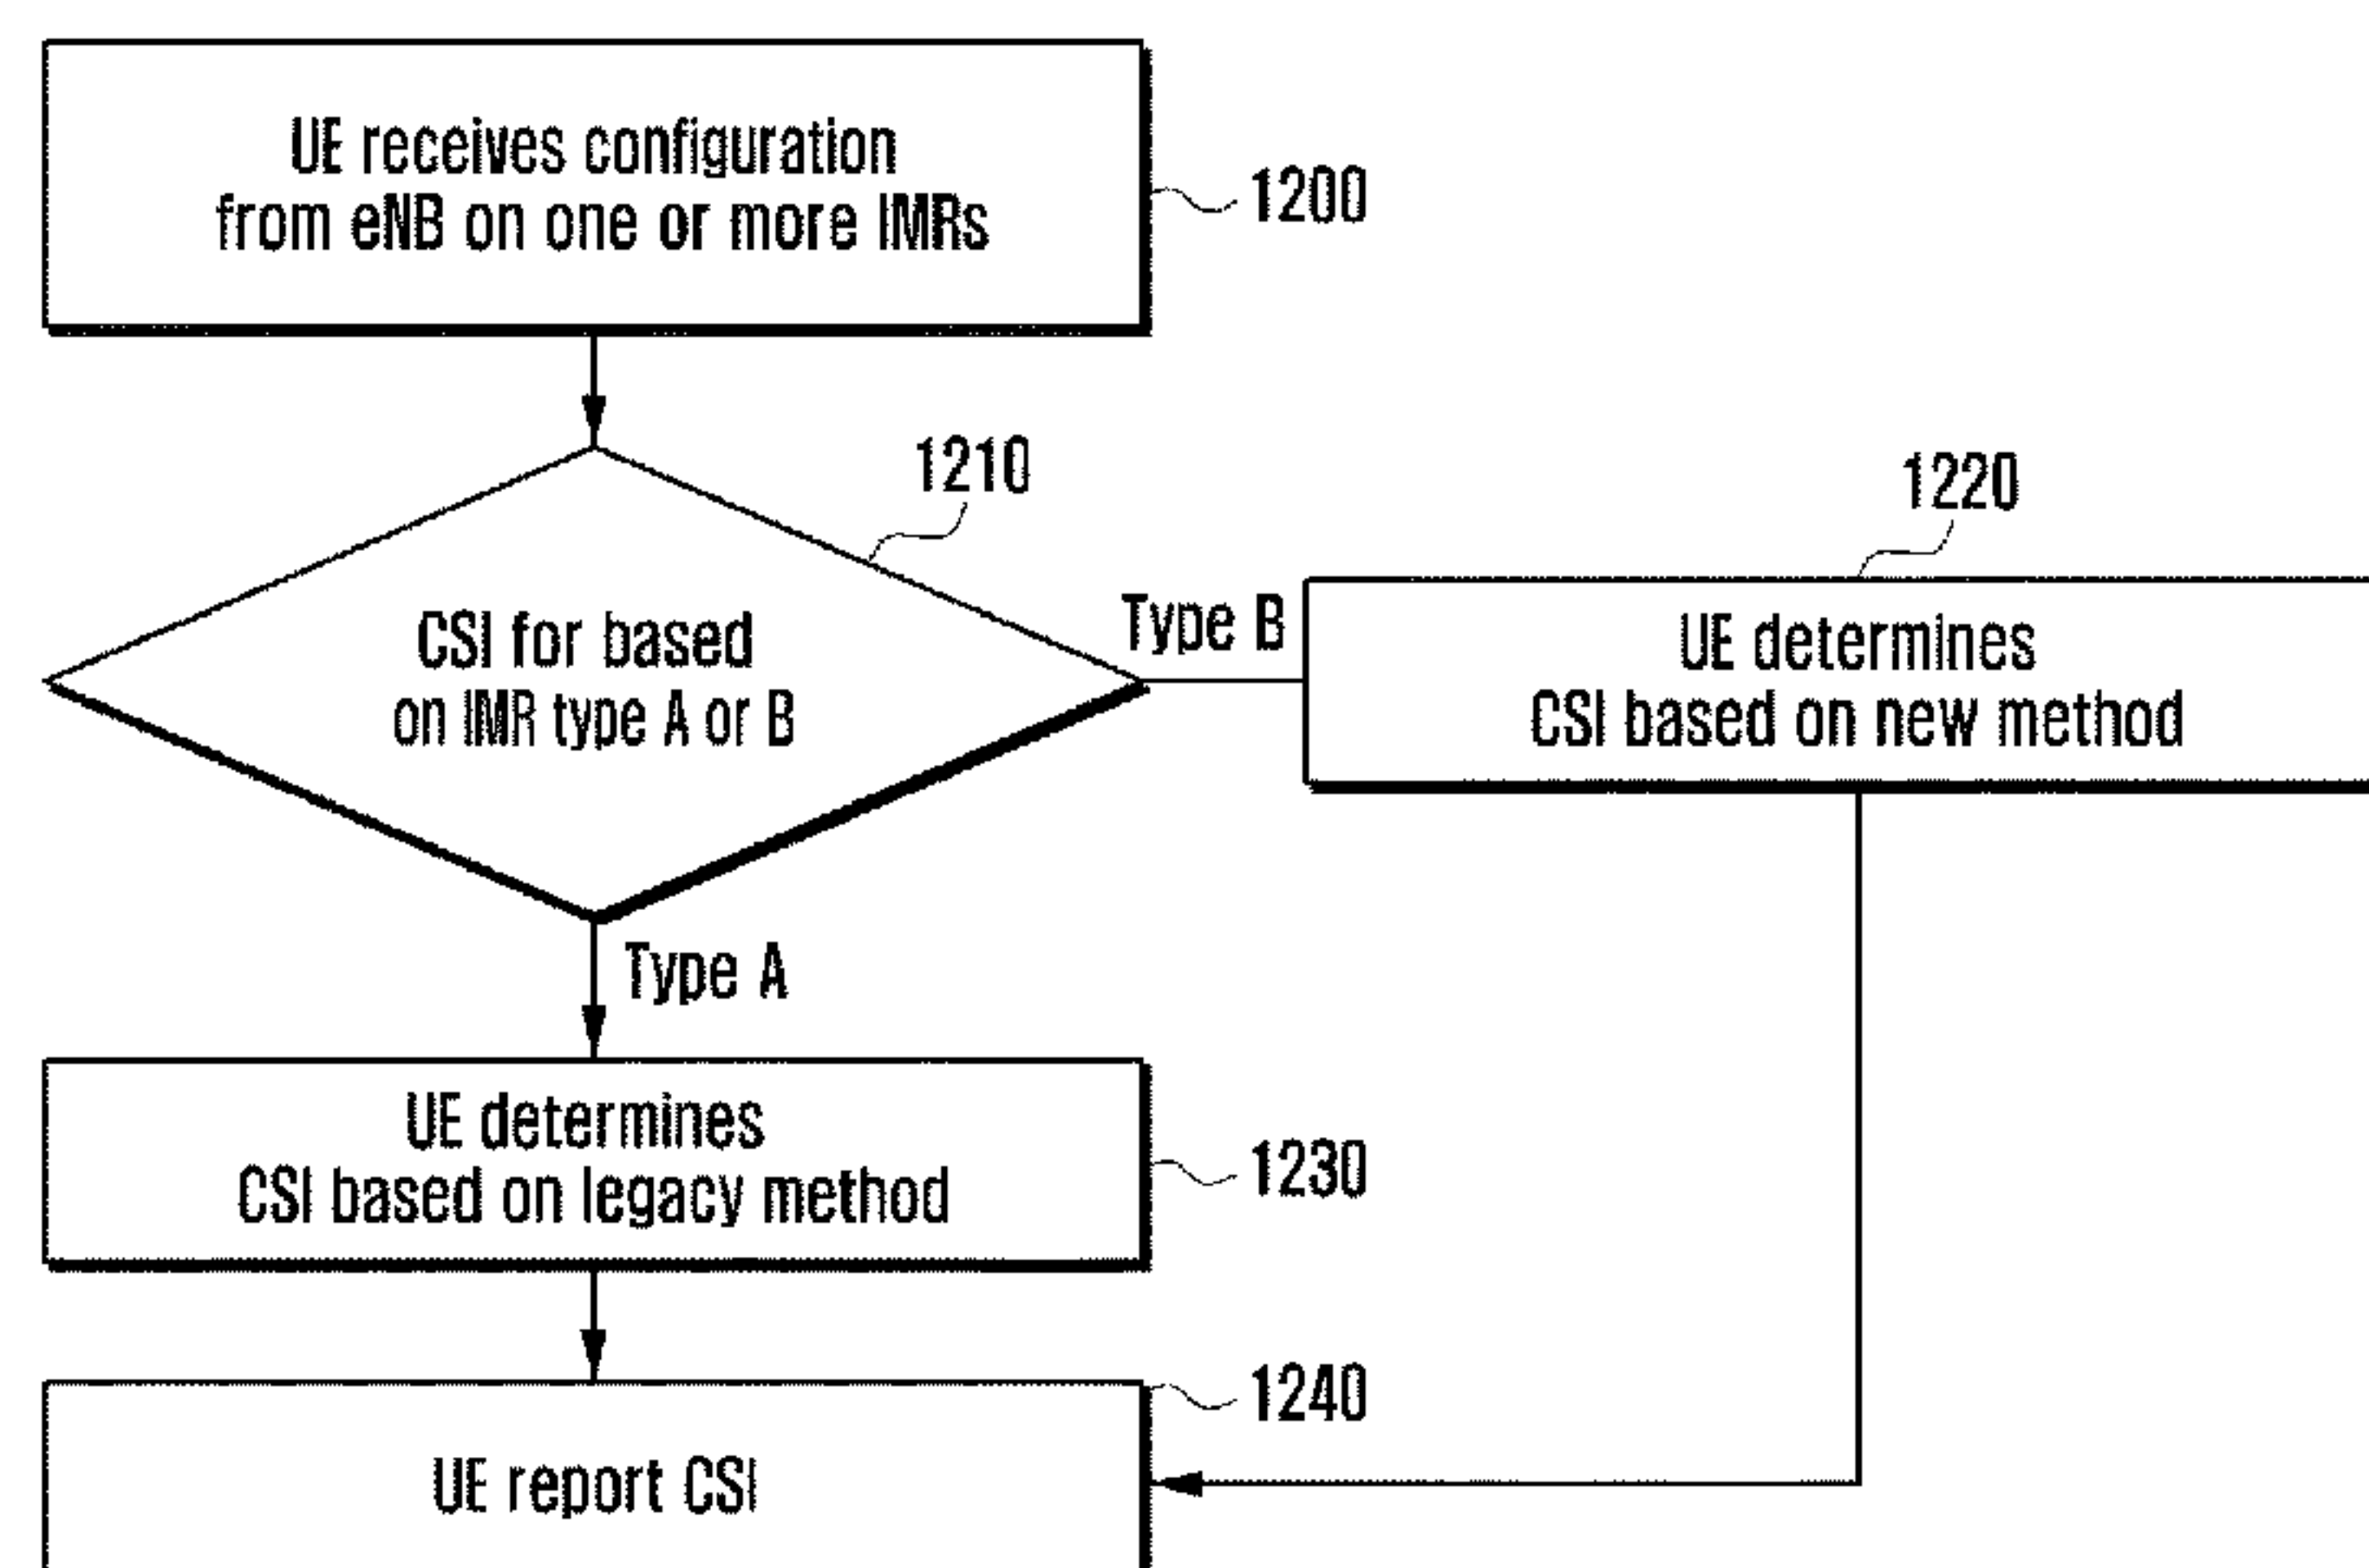 UE receives configuration
from eNB on one or more IMRs
1200
1210
CSI for based
on IMR type A or B
Type B
1220
UE determines
CSI based on new method
Type A
UE determines
CSI based on legacy method
1230
1240
UE report CSI